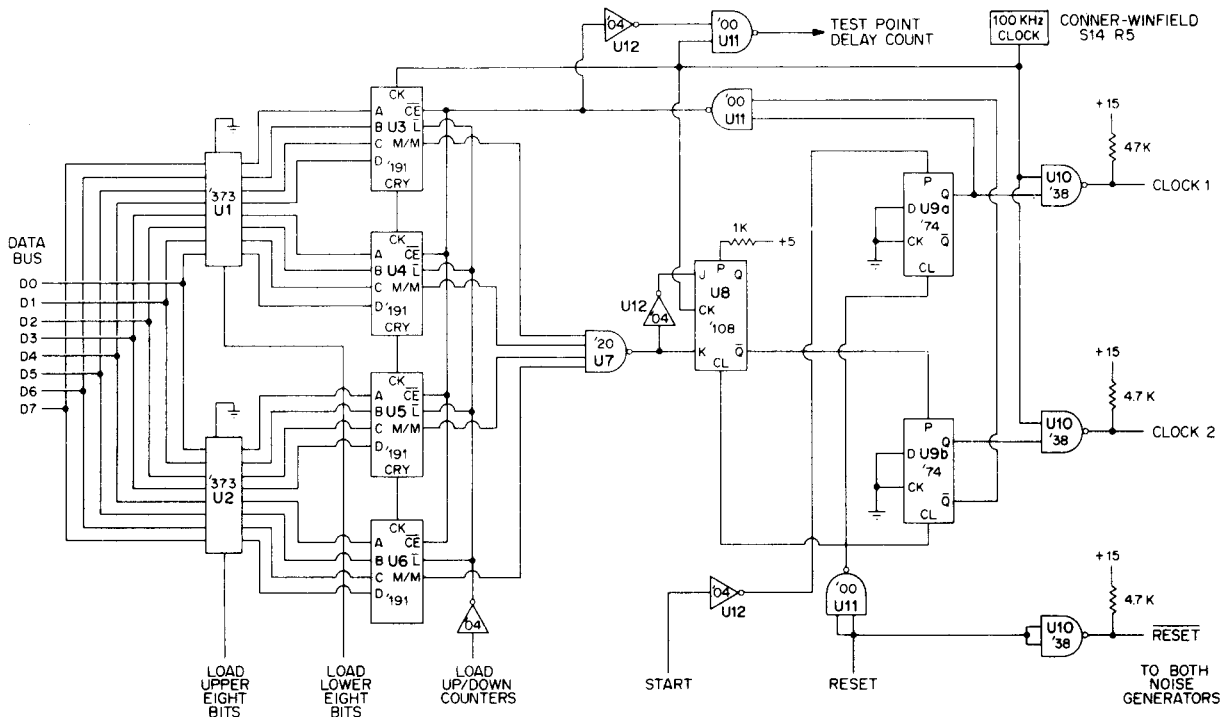 '04
U12
'00
U11
TEST POINT
DELAY COUNT
100 KHz
CLOCK
CONNER-WINFIELD
S14 R5
CK
A
B
C
D
CE
U3 L
M/M
'191
CRY
'00
U11
+15
47K
'373
U1
P
D
Q
U9a
'74
CK
Q
CL
U10
'38
CLOCK 1
DATA
BUS
D0
D1
D2
D3
D4
D5
D6
D7
CK
A
B
C
D
CE
U4 L
M/M
'191
CRY
1K
+5
P
J
Q
U8
CK
'108
K
Q
CL
U12
'04
'20
U7
+15
4.7K
CK
A
B
C
D
CE
U5 L
M/M
'191
CRY
P
D
Q
U9b
'74
CK
Q
CL
U10
'38
CLOCK 2
'373
U2
CK
A
B
C
D
CE
U6 L
M/M
'191
'04
'04
U12
'00
U11
+15
4.7K
U10
'38
RESET
LOAD
UPPER
EIGHT
BITS
LOAD
LOWER
EIGHT
BITS
LOAD
UP/DOWN
COUNTERS
START
RESET
TO BOTH
NOISE
GENERATORS